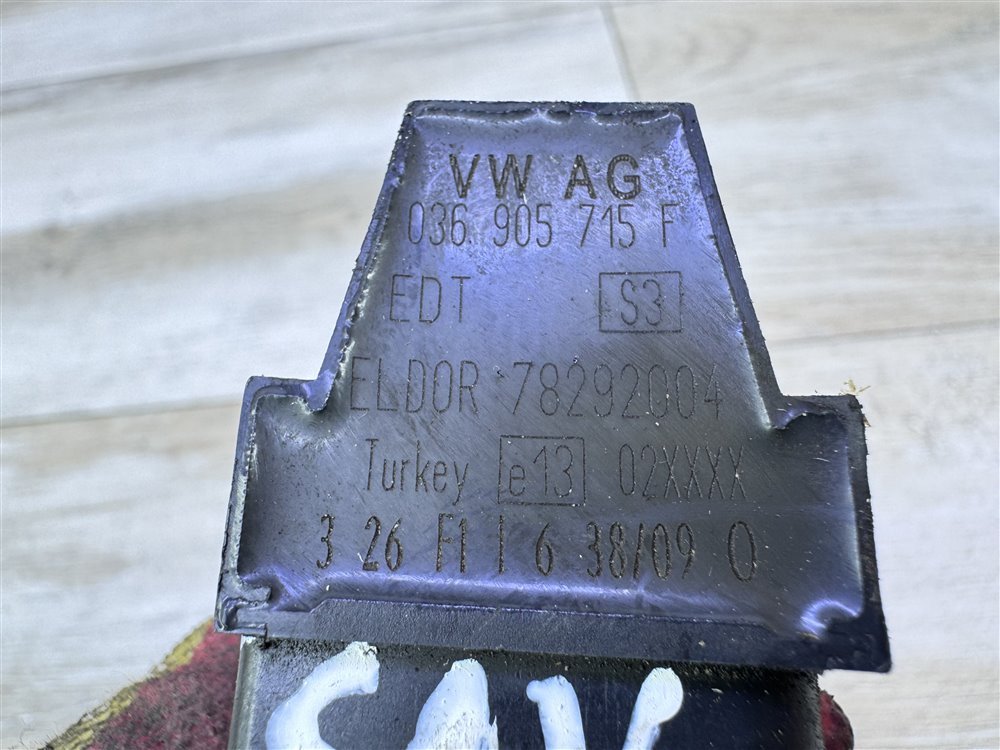 VW AG
036 905 715 F
EDT S3
ELDOR 78292004
Turkey e13 02XXXX
3 26 F1 I 6 38/09 0